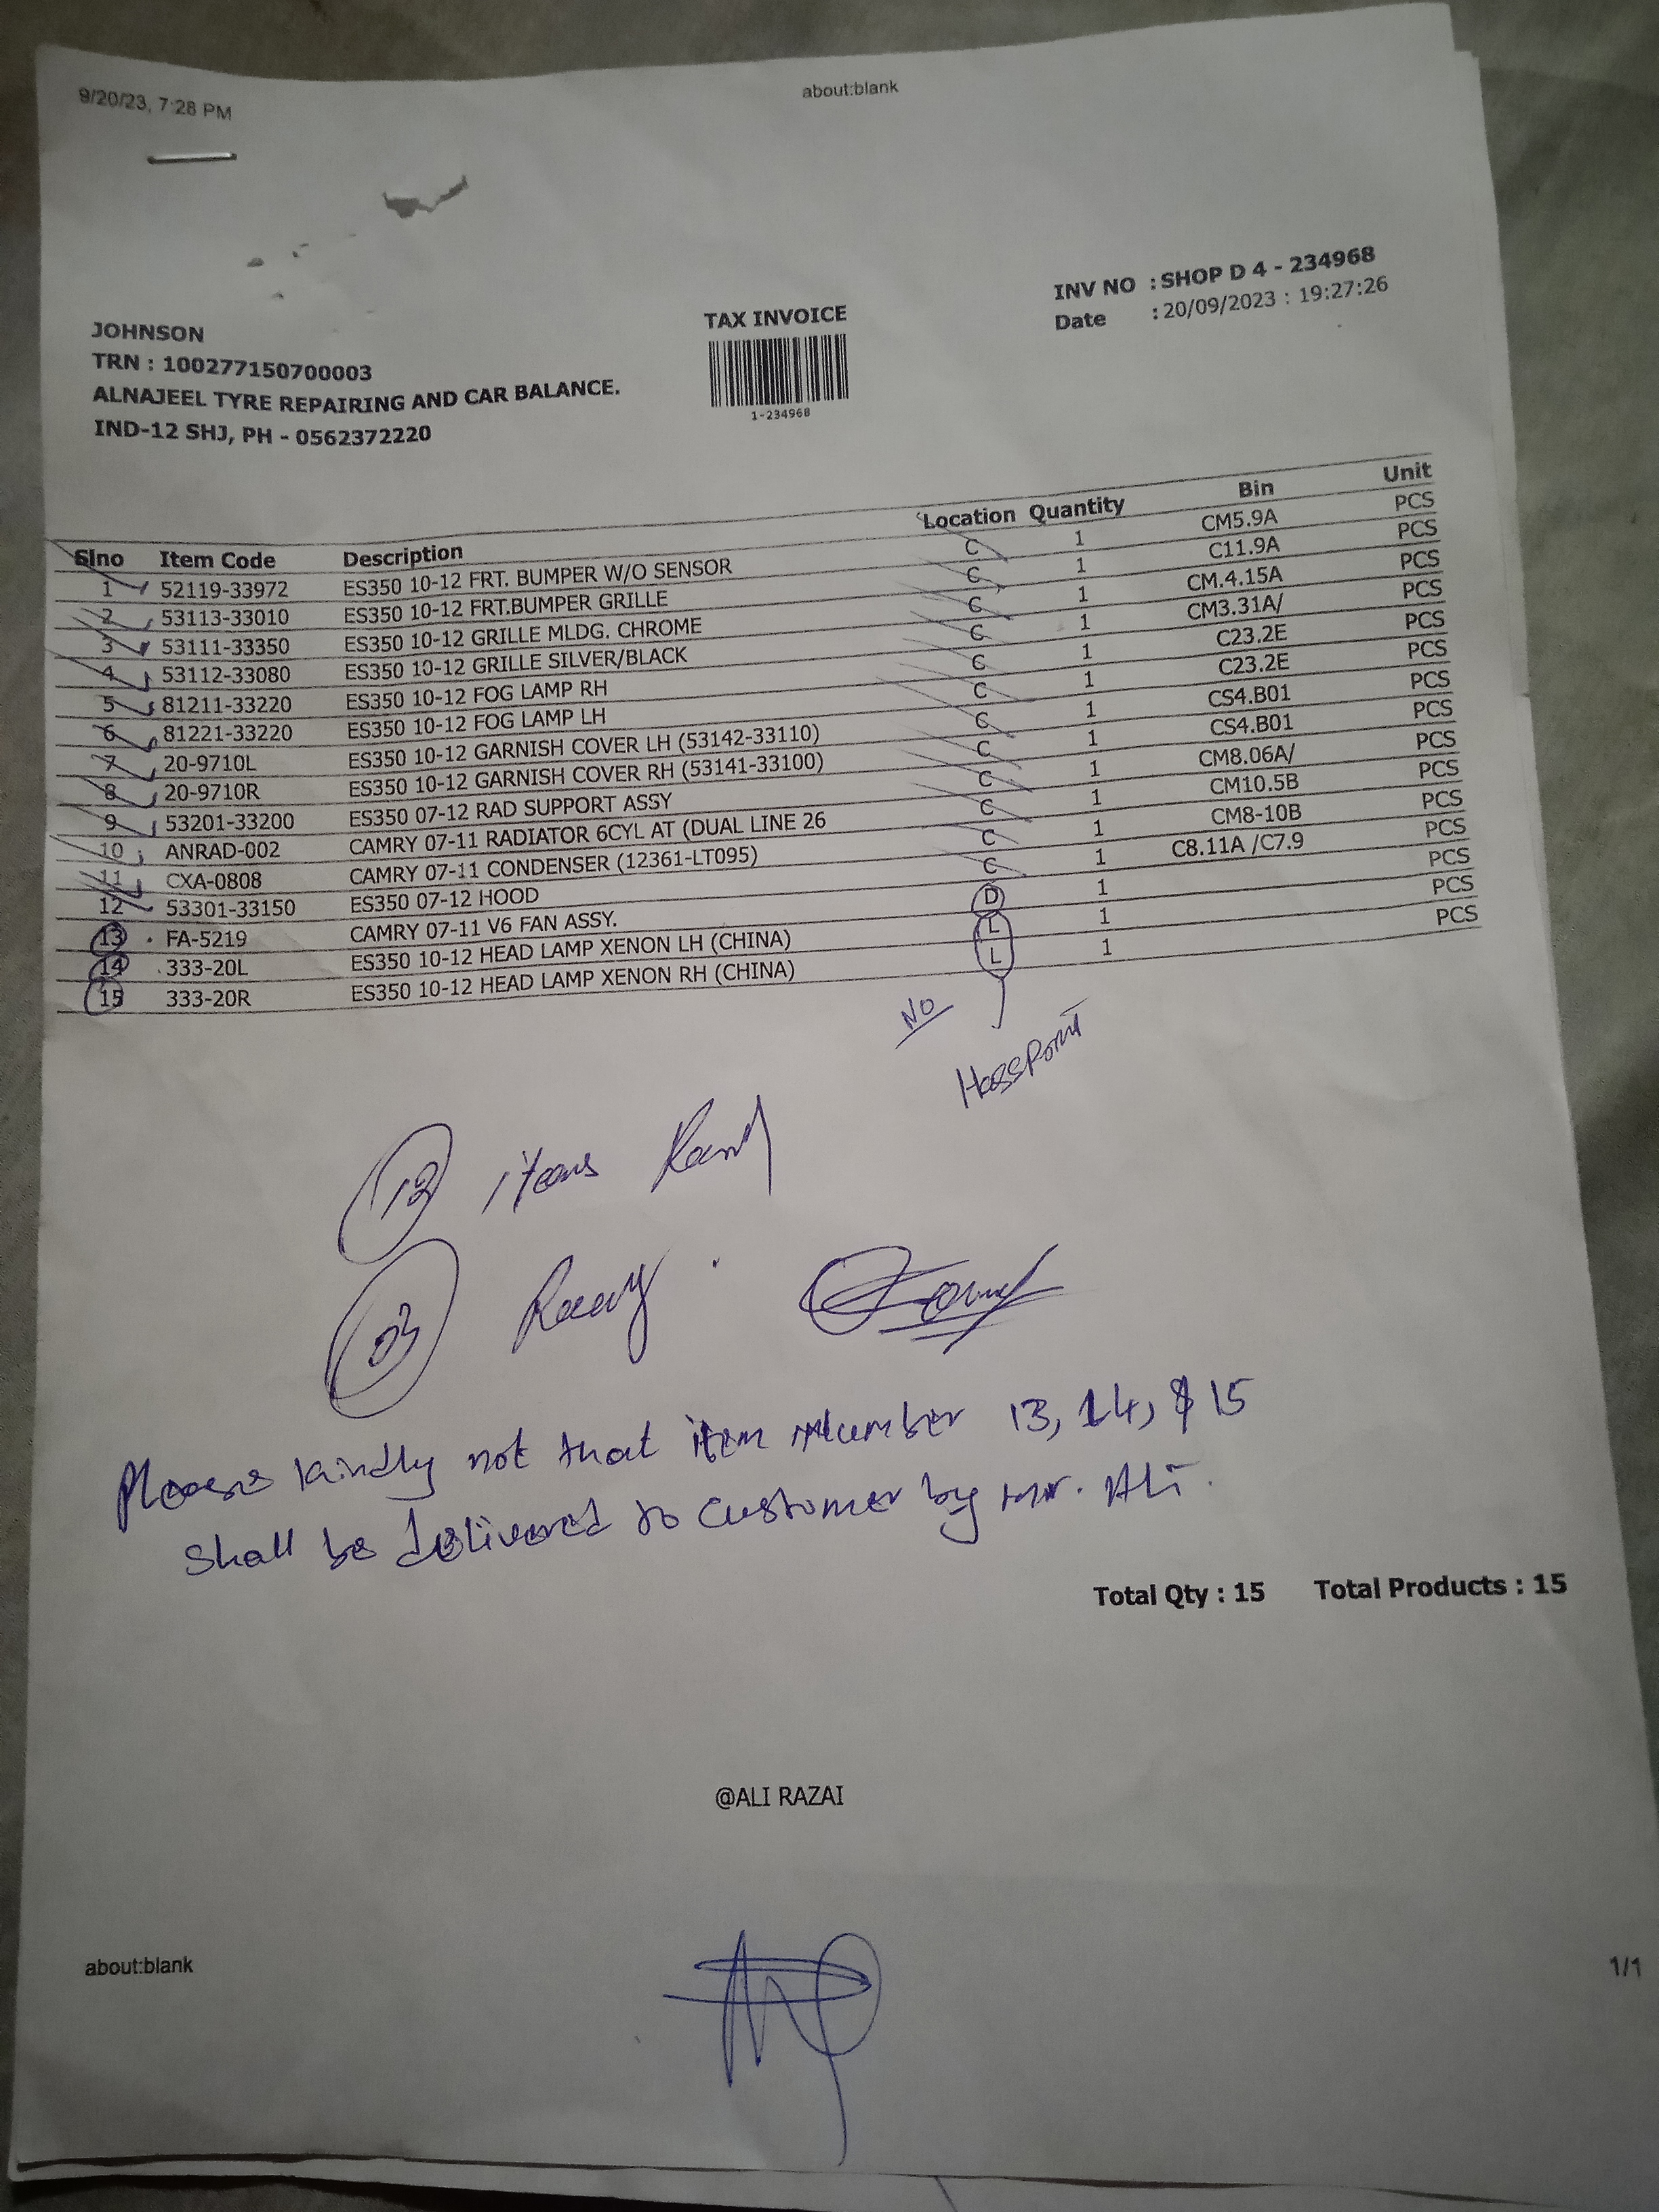 9/20/23, 7:28 PM about:blank
INV NO : SHOP D 4 - 234968
Date : 20/09/2023 : 19:27:26
TAX INVOICE
1-234968
JOHNSON
TRN : 100277150700003
ALNAJEEL TYRE REPAIRING AND CAR BALANCE.
IND-12 SHJ, PH - 0562372220
Slno Item Code Description Location Quantity Bin Unit
1 52119-33972 ES350 10-12 FRT. BUMPER W/O SENSOR C 1 CM5.9A PCS
2 53113-33010 ES350 10-12 FRT.BUMPER GRILLE C 1 C11.9A PCS
3 53111-33350 ES350 10-12 GRILLE MLDG. CHROME C 1 CM.4.15A PCS
4 53112-33080 ES350 10-12 GRILLE SILVER/BLACK C 1 CM3.31A/ PCS
5 81211-33220 ES350 10-12 FOG LAMP RH C 1 C23.2E PCS
6 81221-33220 ES350 10-12 FOG LAMP LH C 1 C23.2E PCS
7 20-9710L ES350 10-12 GARNISH COVER LH (53142-33110) C 1 CS4.B01 PCS
8 20-9710R ES350 10-12 GARNISH COVER RH (53141-33100) C 1 CS4.B01 PCS
9 53201-33200 ES350 07-12 RAD SUPPORT ASSY C 1 CM8.06A/ PCS
10 ANRAD-002 CAMRY 07-11 RADIATOR 6CYL AT (DUAL LINE 26 C 1 CM10.5B PCS
11 CXA-0808 CAMRY 07-11 CONDENSER (12361-LT095) C 1 CM8-10B PCS
12 53301-33150 ES350 07-12 HOOD C 1 C8.11A /C7.9 PCS
13 FA-5219 CAMRY 07-11 V6 FAN ASSY. D 1 PCS
14 333-20L ES350 10-12 HEAD LAMP XENON LH (CHINA) L 1 PCS
15 333-20R ES350 10-12 HEAD LAMP XENON RH (CHINA) L 1 PCS
NO
12 items
03
Please kindly not that item number 13, 14, & 15
shall be delivered to customer by mr. Ali.
Total Qty : 15 Total Products : 15
@ALI RAZAI
about:blank 1/1